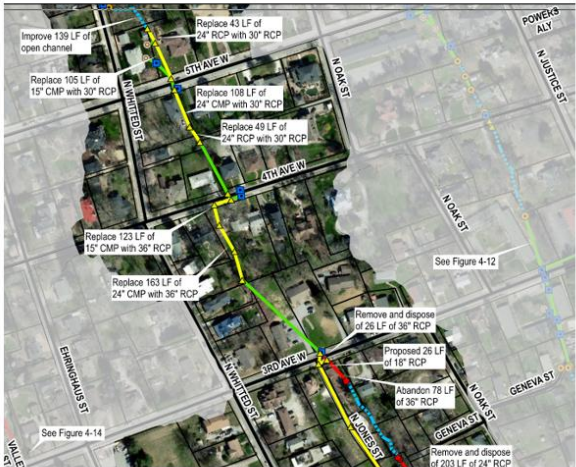 Improve 139 LF of
open channel
Replace 43 LF of
24" RCP with 30" RCP
POWERS
ALY
N JUSTICE ST
N OAK ST
5TH AVE W
Replace 105 LF of
15" CMP with 30" RCP
N WHITTED ST
Replace 108 LF of
24" CMP with 30" RCP
Replace 49 LF of
24" RCP with 30" RCP
4TH AVE W
N OAK ST
Replace 123 LF of
15" CMP with 36" RCP
See Figure 4-12
Replace 163 LF of
24" CMP with 36" RCP
Remove and dispose
of 26 LF of 36" RCP
EHRINGHAUS ST
N WHITTED ST
3RD AVE W
Proposed 26 LF
of 18" RCP
Abandon 78 LF
of 36" RCP
N OAK ST
GENEVA ST
N JONES ST
GENEVA ST
See Figure 4-14
VALLEY
ST
Remove and dispose
of 203 LF of 24" RCP